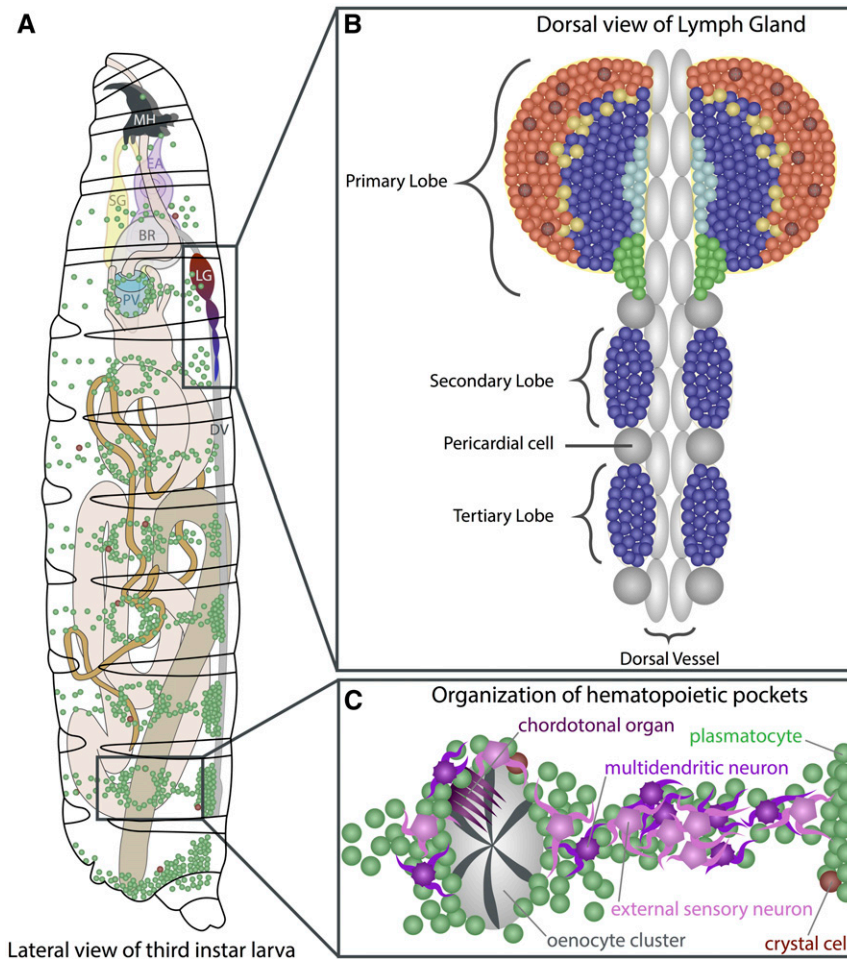 A
MH
EA
SG
BR
LG
PV
DV
Lateral view of third instar larva
B
Dorsal view of Lymph Gland
Primary Lobe
Secondary Lobe
Pericardial cell
Tertiary Lobe
Dorsal Vessel
C
Organization of hematopoietic pockets
chordotonal organ
plasmatocyte
multidendritic neuron
external sensory neuron
oenocyte cluster
crystal cell